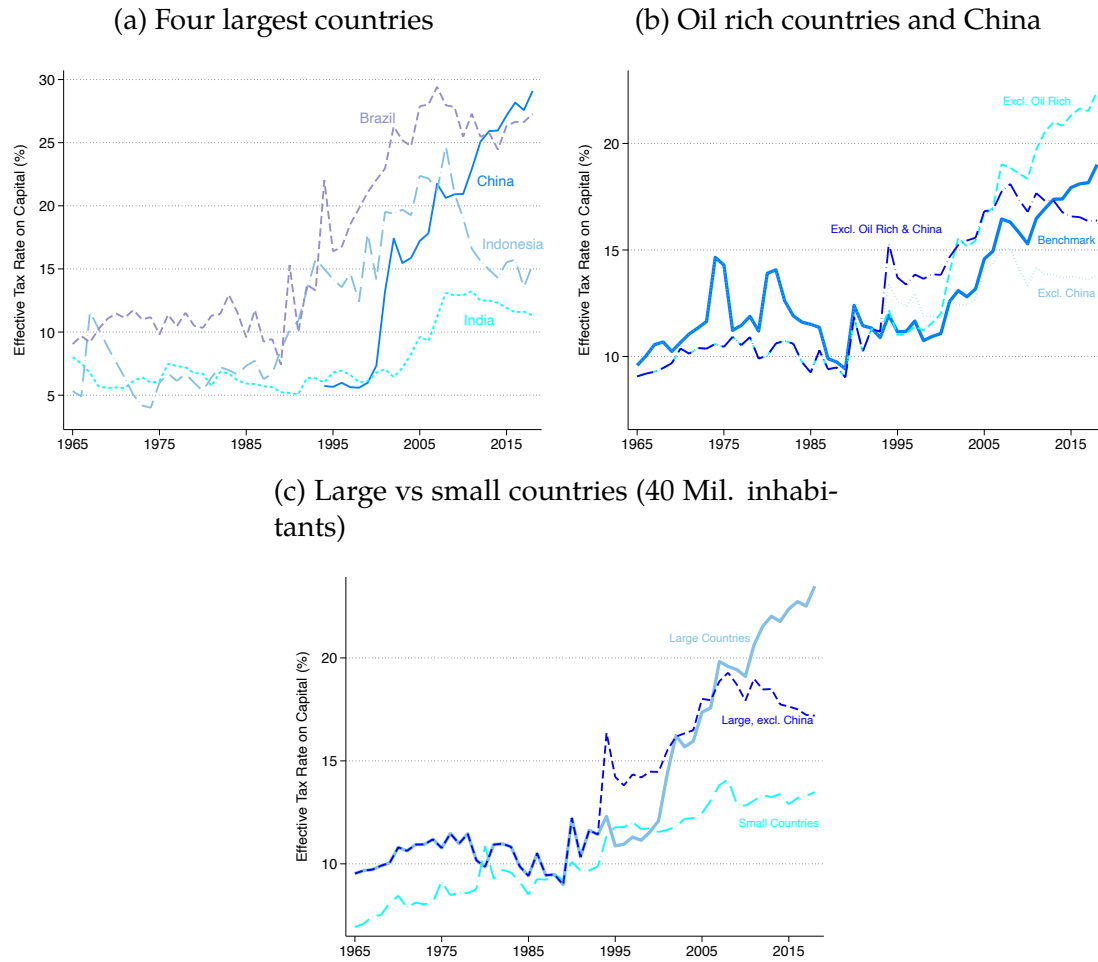 (a) Four largest countries
Effective Tax Rate on Capital (%)
30
25
20
15
10
5
1965 1975 1985 1995 2005 2015
Brazil
China
Indonesia
India
(b) Oil rich countries and China
Effective Tax Rate on Capital (%)
20
15
10
1965 1975 1985 1995 2005 2015
Excl. Oil Rich
Excl. Oil Rich & China
Benchmark
Excl. China
(c) Large vs small countries (40 Mil. inhabi-
tants)
Effective Tax Rate on Capital (%)
20
15
10
1965 1975 1985 1995 2005 2015
Large Countries
Large, excl. China
Small Countries